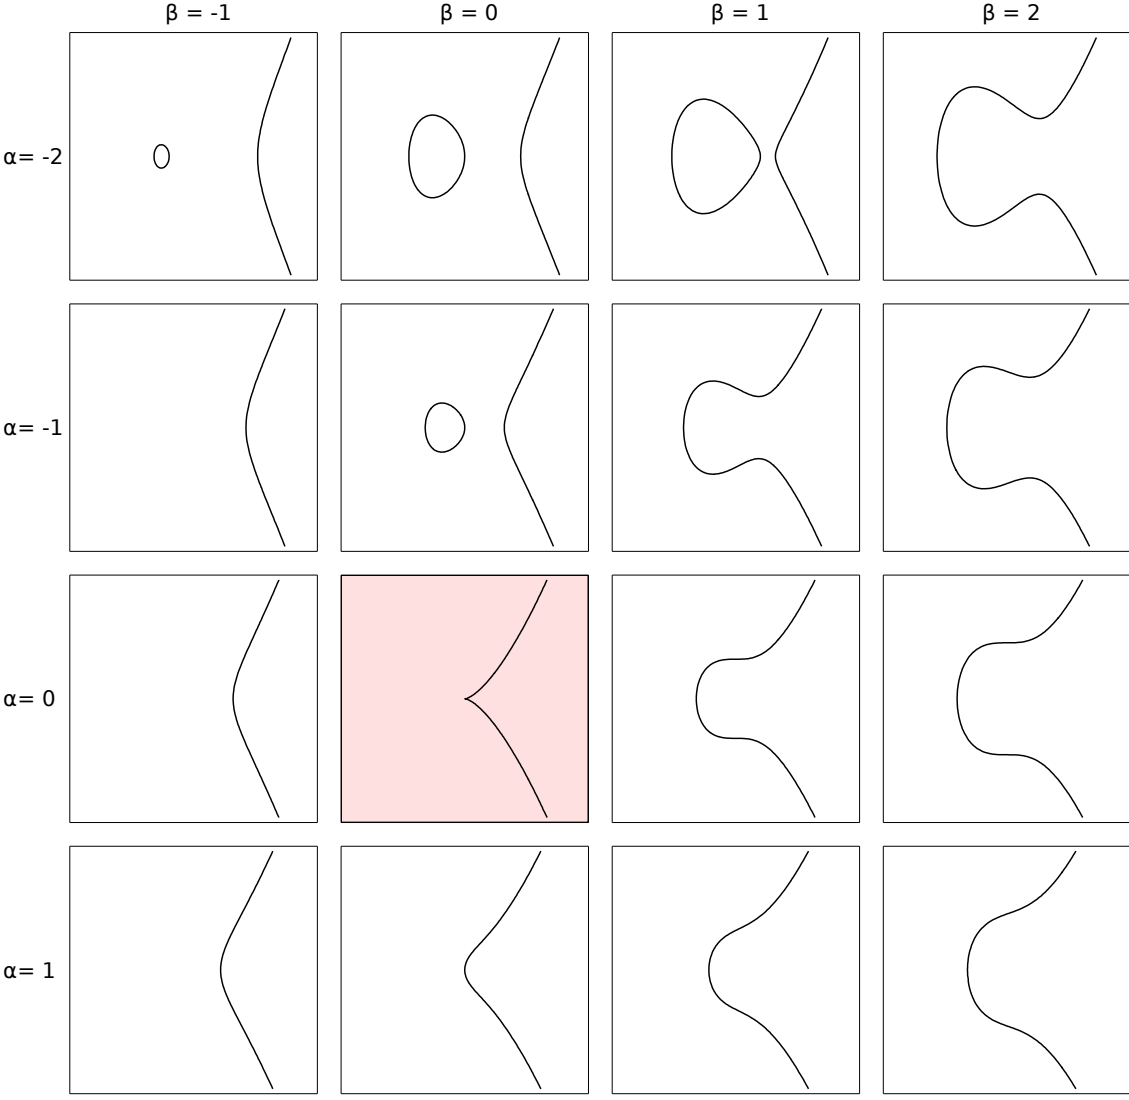 β = -1 β = 0 β = 1 β = 2
α= -2
α= -1
α= 0
α= 1